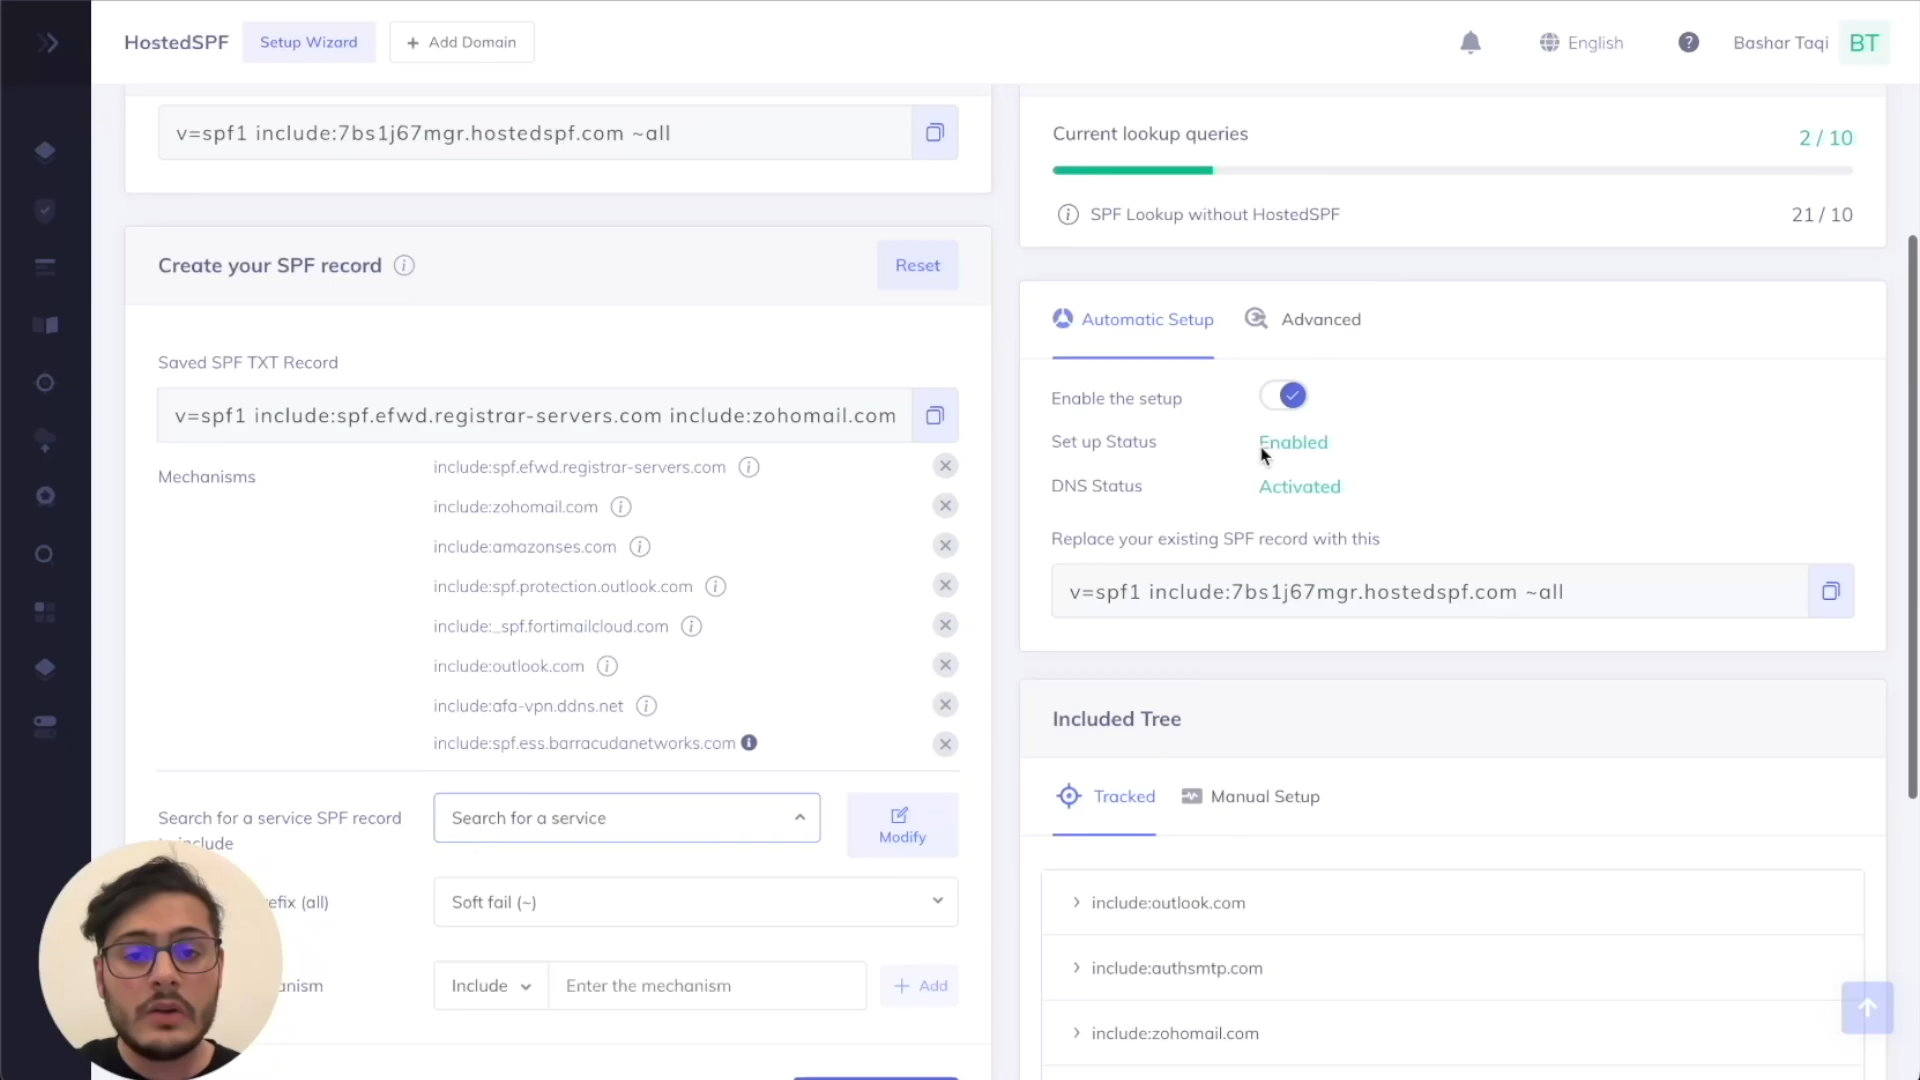 HostedSPF
Setup Wizard
+ Add Domain
English
?
Bashar Taqi
BT
v=spf1 include:7bs1j67mgr.hostedspf.com ~all
Create your SPF record
Reset
Saved SPF TXT Record
v=spf1 include:spf.efwd.registrar-servers.com include:zohomail.com
Mechanisms
include:spf.efwd.registrar-servers.com
include:zohomail.com
include:amazonses.com
include:spf.protection.outlook.com
include:_spf.fortimailcloud.com
include:outlook.com
include:afa-vpn.ddns.net
include:spf.ess.barracudanetworks.com
Search for a service SPF record
include
Search for a service
Modify
efix (all)
Soft fail (~)
anism
Include
Enter the mechanism
+ Add
Current lookup queries
2 / 10
SPF Lookup without HostedSPF
21 / 10
Automatic Setup
Advanced
Enable the setup
Set up Status
Enabled
DNS Status
Activated
Replace your existing SPF record with this
v=spf1 include:7bs1j67mgr.hostedspf.com ~all
Included Tree
Tracked
Manual Setup
include:outlook.com
include:authsmtp.com
include:zohomail.com